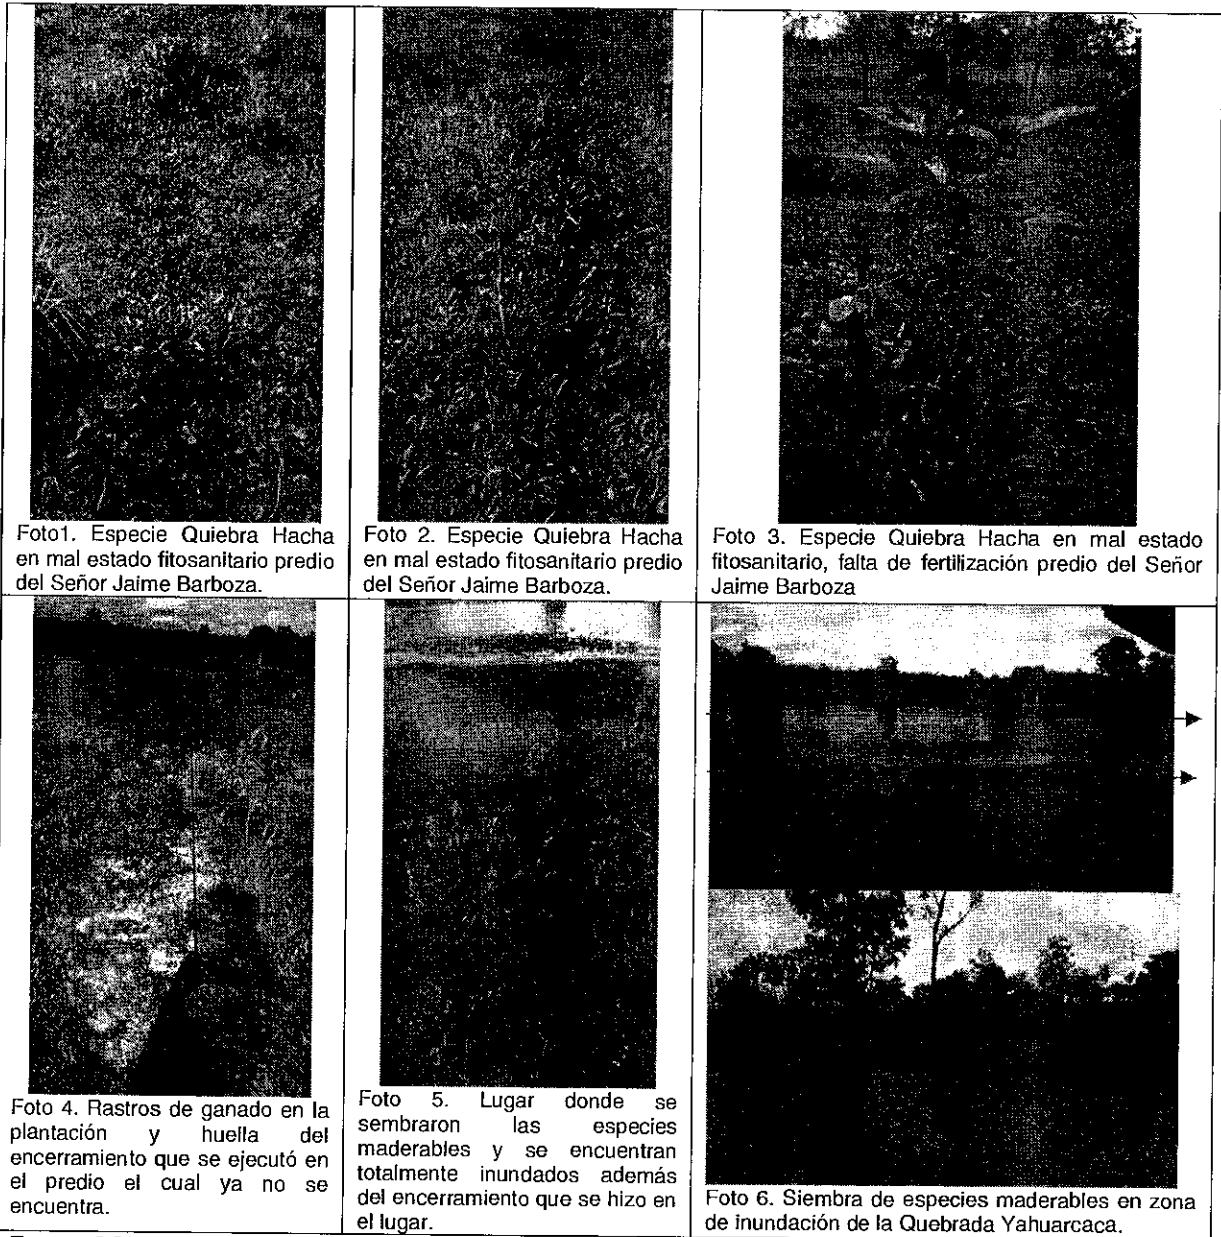 Foto1. Especie Quiebra Hacha
en mal estado fitosanitario predio
del Señor Jaime Barboza.
Foto 2. Especie Quiebra Hacha
en mal estado fitosanitario predio
del Señor Jaime Barboza.
Foto 3. Especie Quiebra Hacha en mal estado
fitosanitario, falta de fertilización predio del Señor
Jaime Barboza
Foto 4. Rastros de ganado en la
plantación y huella del
encerramiento que se ejecutó en
el predio el cual ya no se
encuentra.
Foto 5. Lugar donde se
sembraron las especies
maderables y se encuentran
totalmente inundados además
del encerramiento que se hizo en
el lugar.
Foto 6. Siembra de especies maderables en zona
de inundación de la Quebrada Yahuarcaca.